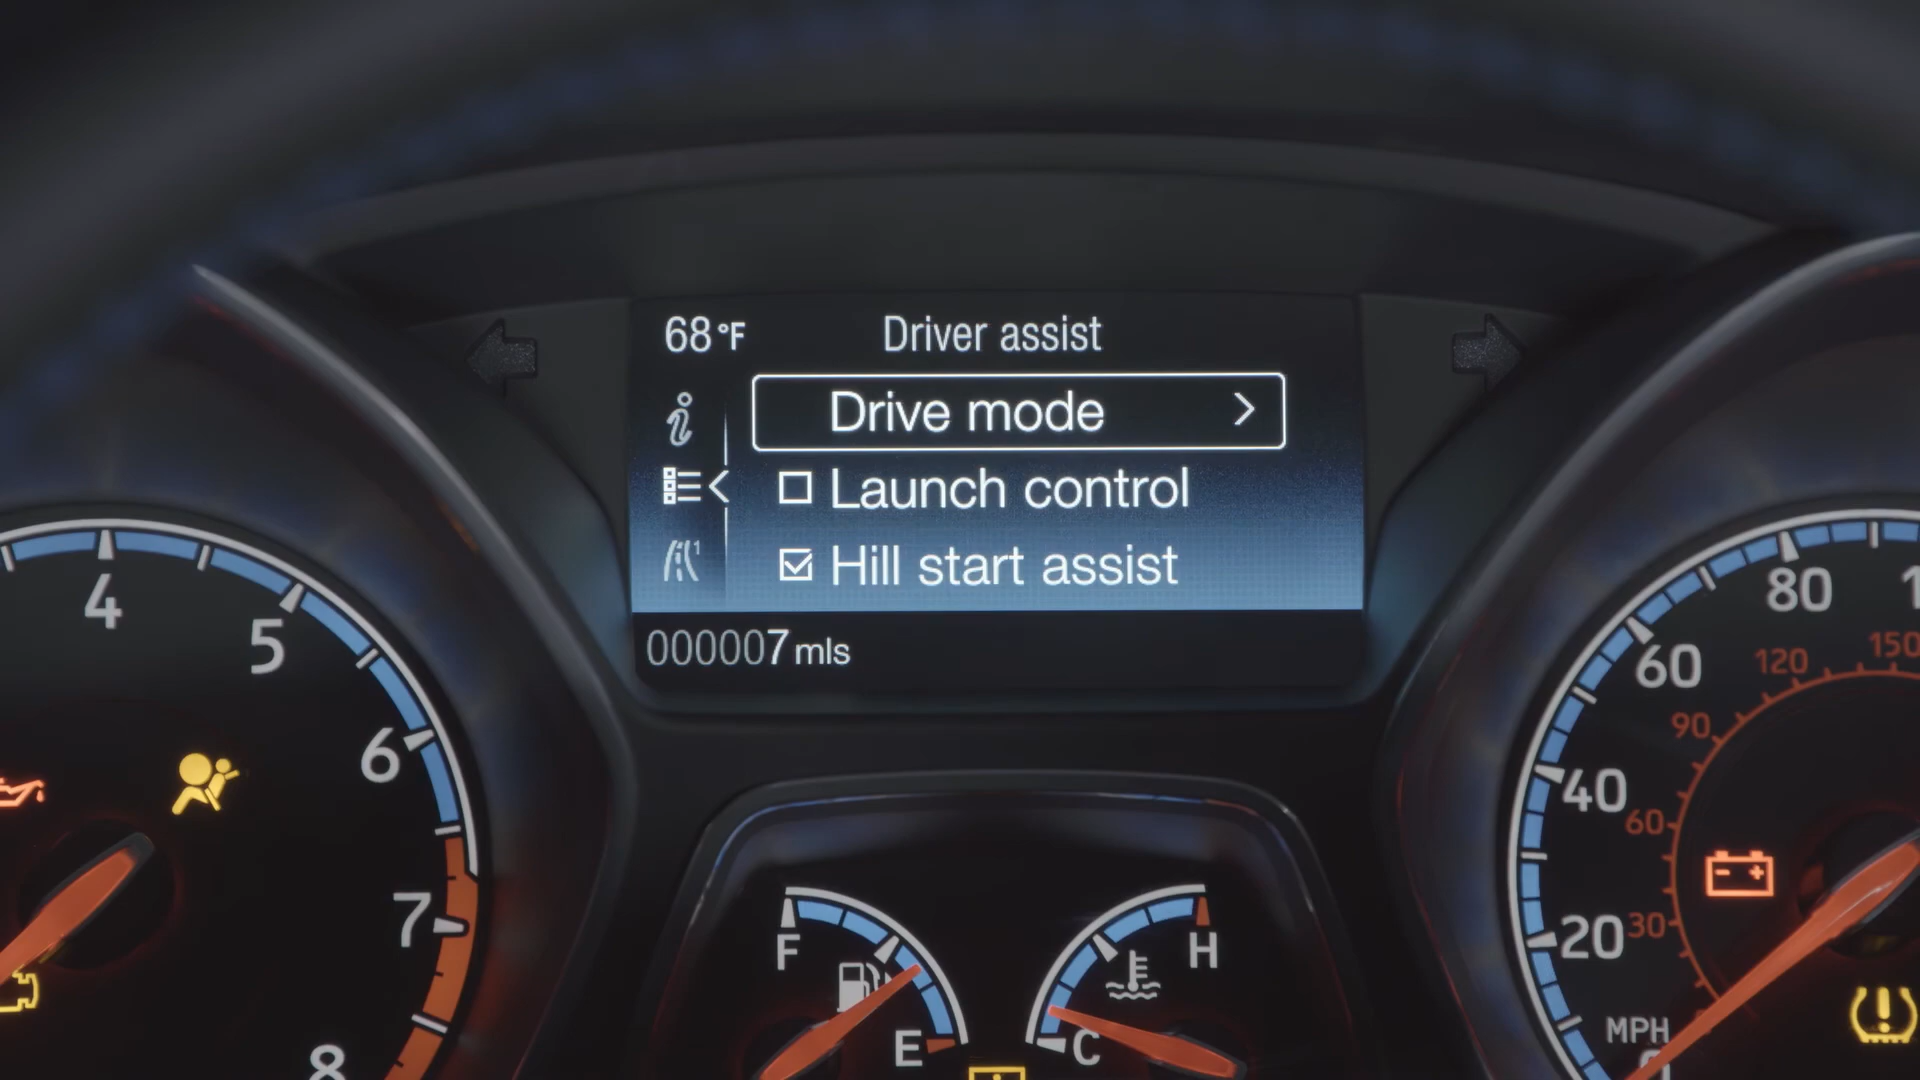 68°F Driver assist
Drive mode
Launch control
Hill start assist
000007 mls
4
5
6
7
8
F
E
H
C
80
60
40
20
MPH
150
120
90
60
30